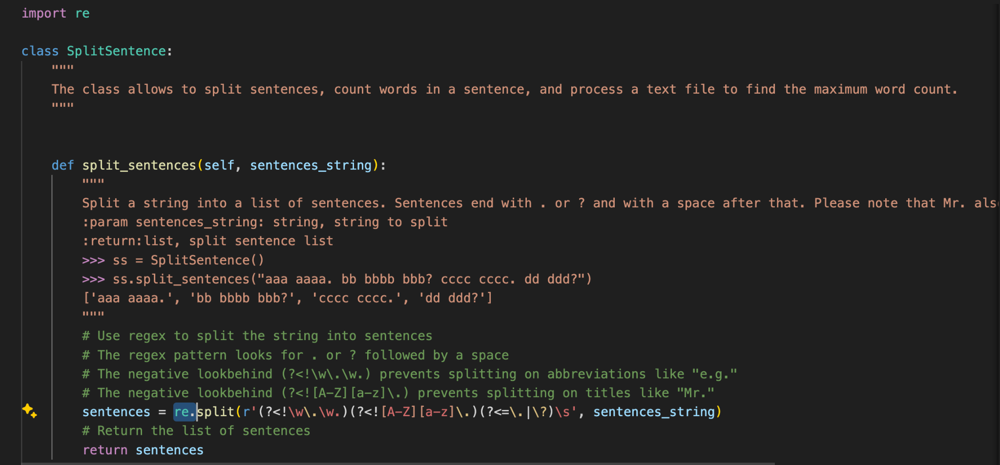 import re
class SplitSentence:
"""
The class allows to split sentences, count words in a sentence, and process a text file to find the maximum word count.
"""
def split_sentences(self, sentences_string):
"""
Split a string into a list of sentences. Sentences end with . or ? and with a space after that. Please note that Mr. als
:param sentences_string: string, string to split
:return:list, split sentence list
>>> ss = SplitSentence()
>>> ss.split_sentences("aaa aaaa. bb bbbb bbb? cccc cccc. dd ddd?")
['aaa aaaa.', 'bb bbbb bbb?', 'cccc cccc.', 'dd ddd?']
"""
# Use regex to split the string into sentences
# The regex pattern looks for . or ? followed by a space
# The negative lookbehind (?<!\w\.\w.) prevents splitting on abbreviations like "e.g."
# The negative lookbehind (?<![A-Z][a-z]\.) prevents splitting on titles like "Mr."
sentences = re.split(r'(?<!\w\.\w.)(?<![A-Z][a-z]\.)(?<=\.|\?)\s', sentences_string)
# Return the list of sentences
return sentences